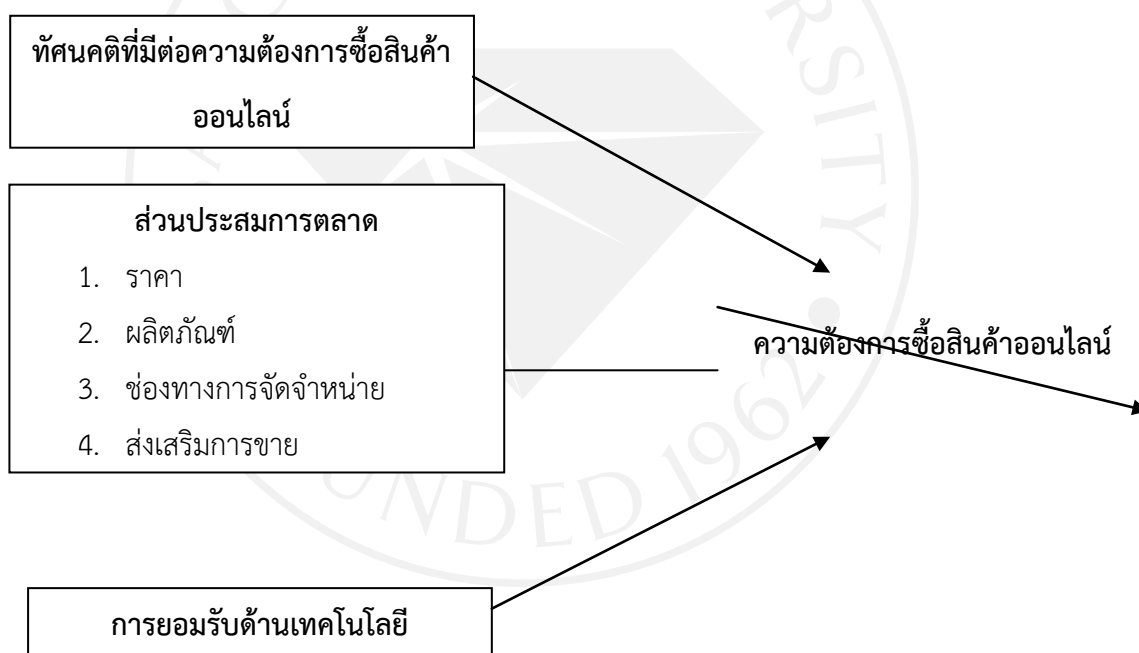 ทัศนคติที่มีต่อความต้องการซื้อสินค้า
ออนไลน์
ส่วนประสมการตลาด
1. ราคา
2. ผลิตภัณฑ์
3. ช่องทางการจัดจำหน่าย
4. ส่งเสริมการขาย
ความต้องการซื้อสินค้าออนไลน์
การยอมรับด้านเทคโนโลยี
RSITY
UNDED 1962